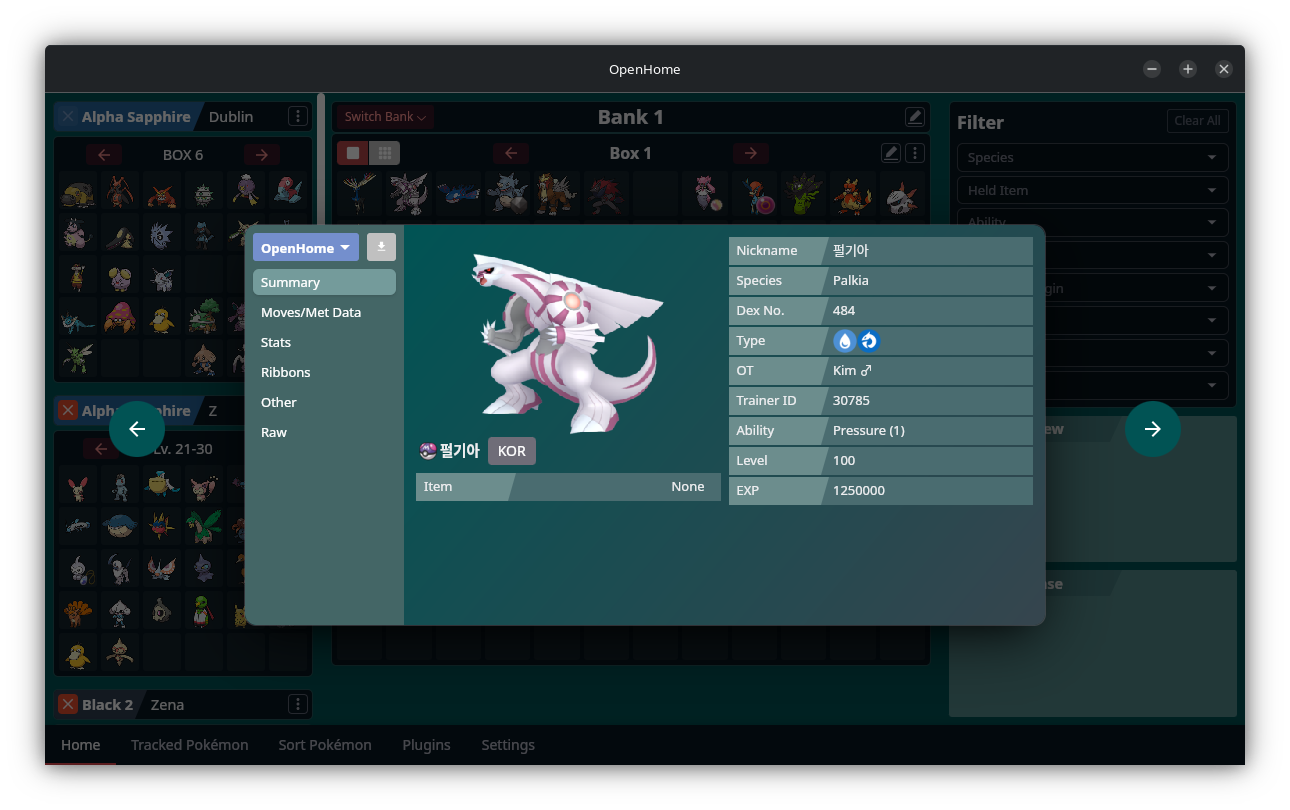 OpenHome
Alpha Sapphire
Dublin
BOX 6
Alpha Sapphire
Z
Lv. 21-30
Black 2
Zena
Switch Bank
Bank 1
Box 1
Filter
Clear All
Species
Held Item
Ability
OpenHome
Summary
Moves/Met Data
Stats
Ribbons
Other
Raw
펄기아
KOR
Item
None
Nickname 펄기아
Species Palkia
Dex No. 484
Type
OT Kim ♂
Trainer ID 30785
Ability Pressure (1)
Level 100
EXP 1250000
Home
Tracked Pokémon
Sort Pokémon
Plugins
Settings